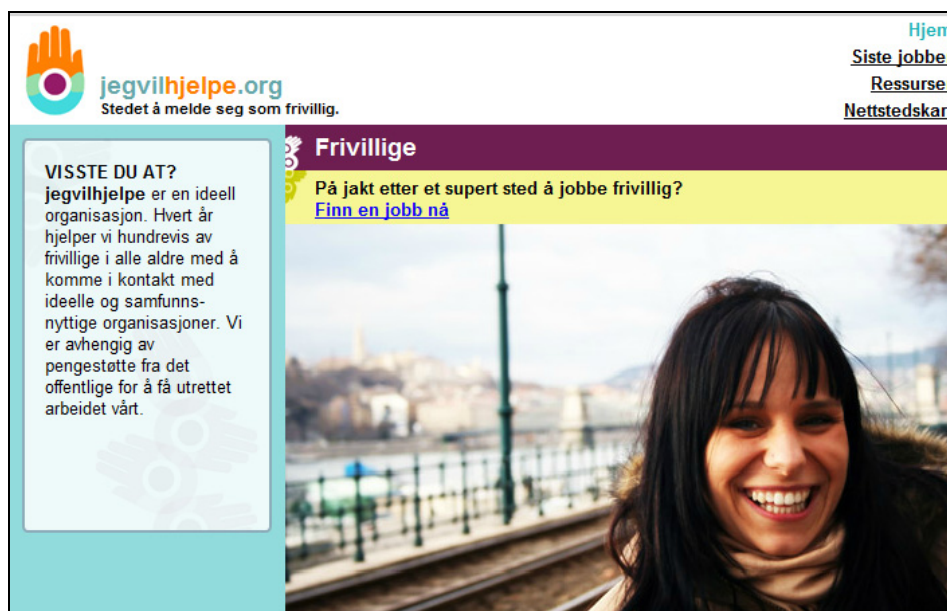 jegvilhjelpe.org
Stedet å melde seg som frivillig.
Hjem
Siste jobbe
Ressurse
Nettstedskar
VISSTE DU AT?
jegvilhjelpe er en ideell
organisasjon. Hvert år
hjelper vi hundrevis av
frivillige i alle aldre med å
komme i kontakt med
ideelle og samfunns-
nyttige organisasjoner. Vi
er avhengig av
pengestøtte fra det
offentlige for å få utrettet
arbeidet vårt.
Frivillige
På jakt etter et supert sted å jobbe frivillig?
Finn en jobb nå